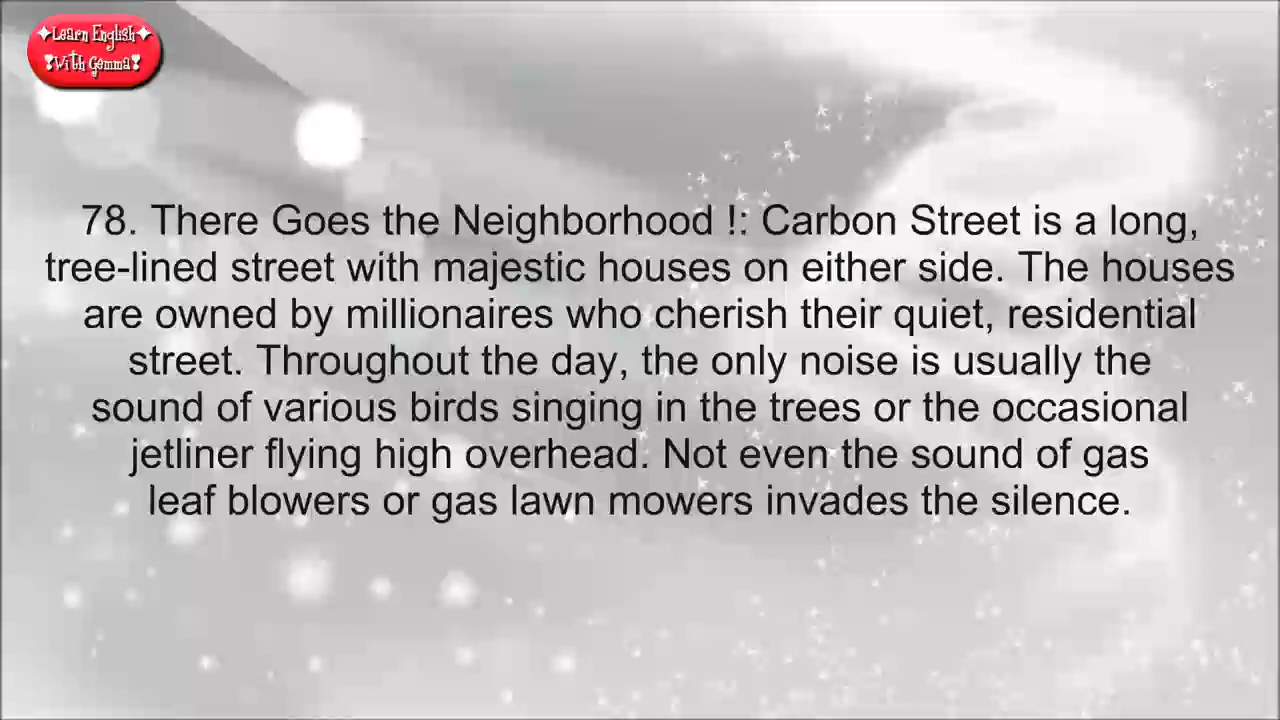 ✦Learn English✦
❣With Gemma❣
78. There Goes the Neighborhood !: Carbon Street is a long,
tree-lined street with majestic houses on either side. The houses
are owned by millionaires who cherish their quiet, residential
street. Throughout the day, the only noise is usually the
sound of various birds singing in the trees or the occasional
jetliner flying high overhead. Not even the sound of gas
leaf blowers or gas lawn mowers invades the silence.